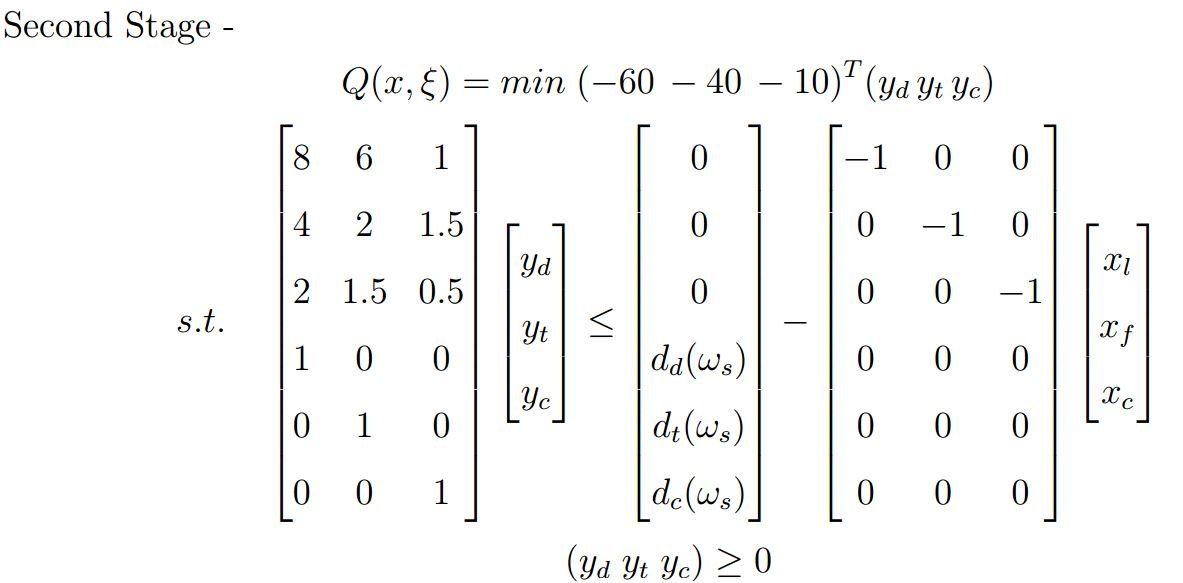 Second Stage -
Q(x, ξ) = min (−60 − 40 − 10)^T (y_d y_t y_c)
s.t. [8 6 1; 4 2 1.5; 2 1.5 0.5; 1 0 0; 0 1 0; 0 0 1] [y_d; y_t; y_c] ≤ [0; 0; 0; d_d(ω_s); d_t(ω_s); d_c(ω_s)] − [−1 0 0; 0 −1 0; 0 0 −1; 0 0 0; 0 0 0; 0 0 0] [x_l; x_f; x_c]
(y_d y_t y_c) ≥ 0